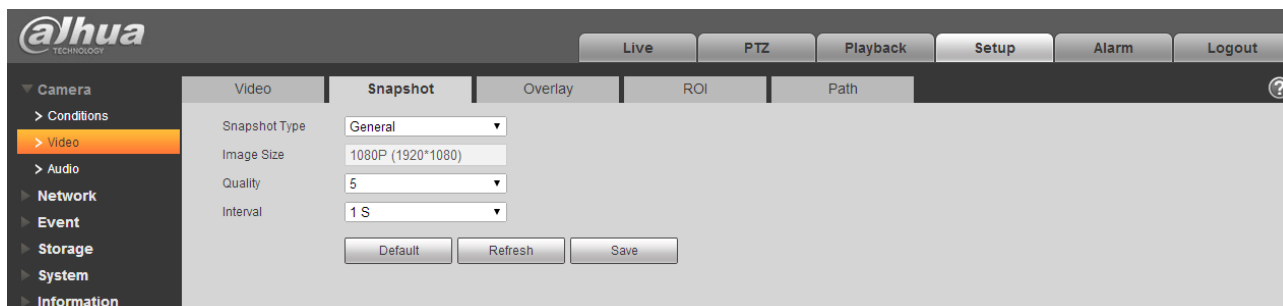 alhua
TECHNOLOGY
Live PTZ Playback Setup Alarm Logout
Camera
> Conditions
> Video
> Audio
Network
Event
Storage
System
Information
Video Snapshot Overlay ROI Path
?
Snapshot Type General
Image Size 1080P (1920*1080)
Quality 5
Interval 1 S
Default Refresh Save